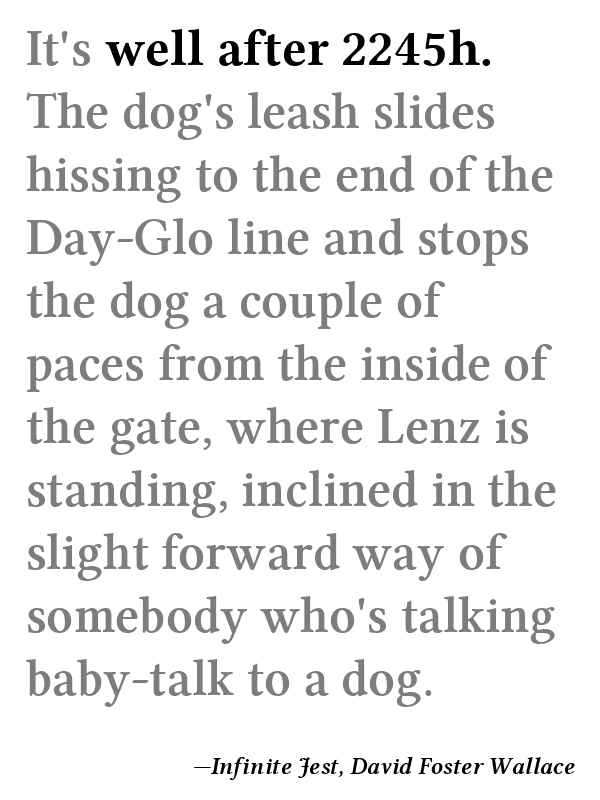 It's well after 2245h.
The dog's leash slides
hissing to the end of the
Day-Glo line and stops
the dog a couple of
paces from the inside of
the gate, where Lenz is
standing, inclined in the
slight forward way of
somebody who's talking
baby-talk to a dog.
—Infinite Jest, David Foster Wallace